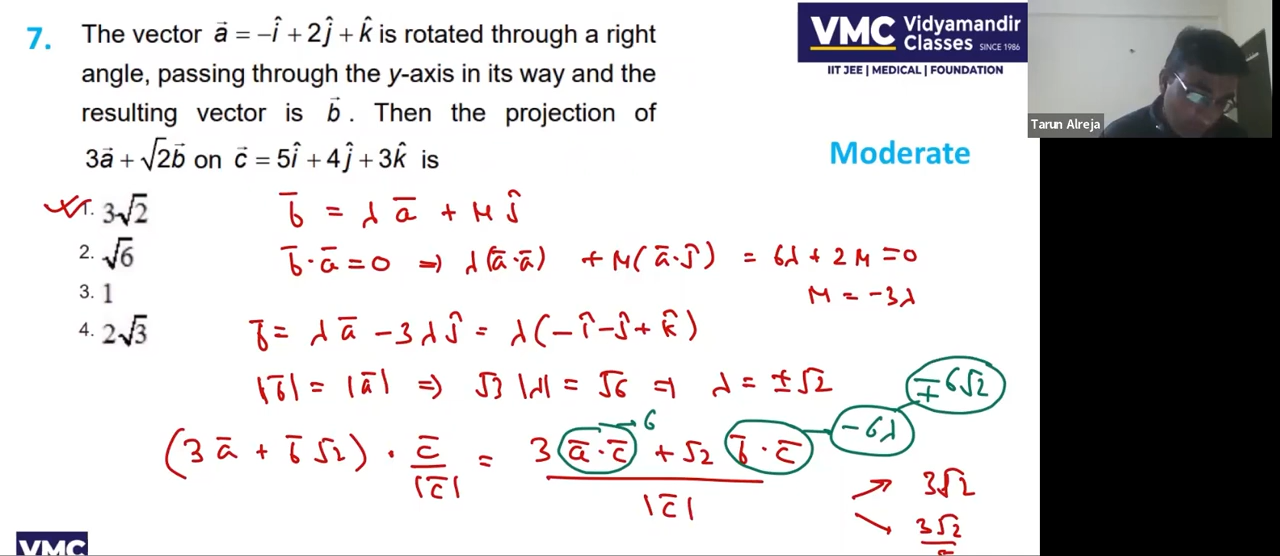 7. The vector a⃗ = −î + 2ĵ + k̂ is rotated through a right
angle, passing through the y-axis in its way and the
resulting vector is b⃗ . Then the projection of
3a⃗ + √2b⃗ on c⃗ = 5î + 4ĵ + 3k̂ is
VMC Vidyamandir Classes SINCE 1986
IIT JEE | MEDICAL | FOUNDATION
Tarun Alreja
Moderate
1. 3√2
2. √6
3. 1
4. 2√3
b̄ = λ ā + μ ĵ
b̄ · ā = 0 ⇒ λ(ā · ā) + μ(ā · ĵ) = 6λ + 2μ = 0
μ = −3λ
b̄ = λ ā − 3λ ĵ = λ(−î − ĵ + k̂)
|b̄| = |ā| ⇒ √3 |λ| = √6 ⇒ λ = ±√2
∓6√2
6
−6λ
(3ā + b̄√2) · c̄/|c̄| = (3 ā · c̄ + √2 b̄ · c̄)/|c̄|
3√2
3√2
VMC